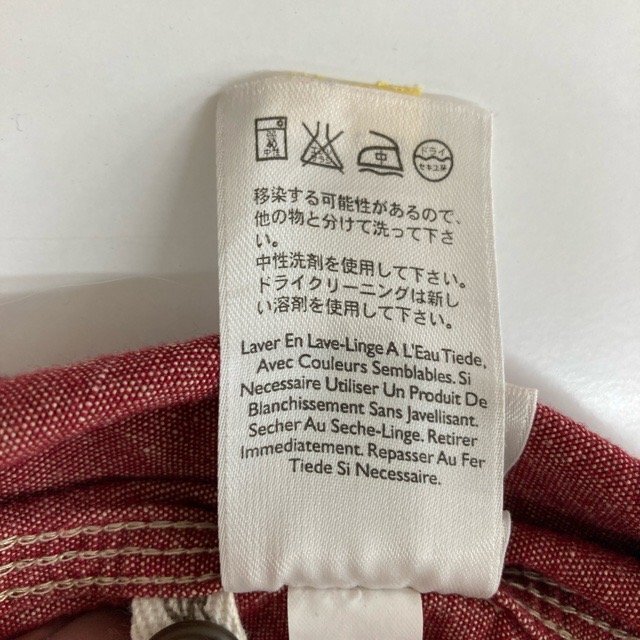 中
ドライ
セキユ系
移染する可能性があるので、
他の物と分けて洗って下さ
い。
中性洗剤を使用して下さい。
ドライクリーニングは新し
い溶剤を使用して下さい。
Laver En Lave-Linge A L'Eau Tiede.
Avec Couleurs Semblables. Si
Necessaire Utiliser Un Produit De
Blanchissement Sans Javellisant.
Secher Au Seche-Linge. Retirer
Immediatement. Repasser Au Fer
Tiede Si Necessaire.